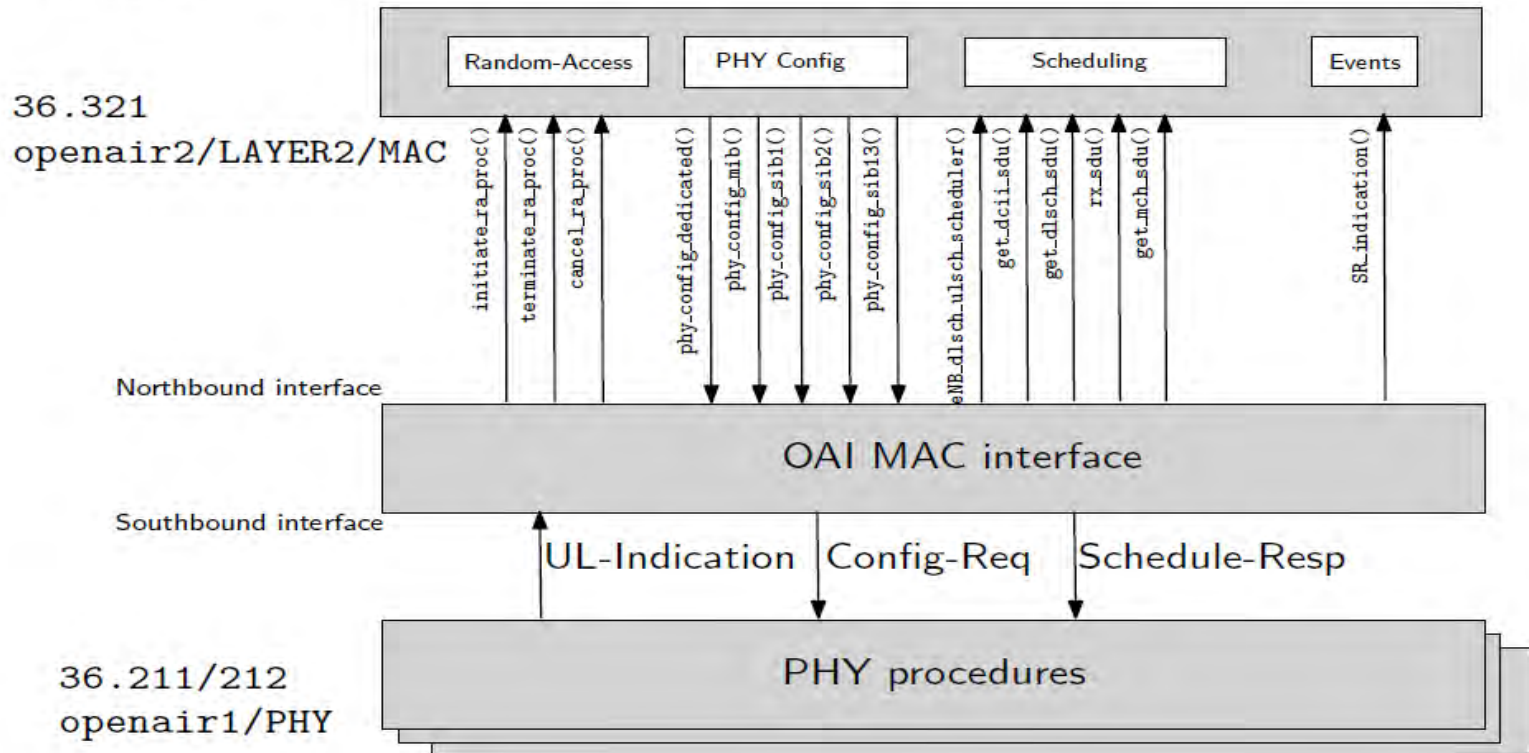 Random-Access
PHY Config
Scheduling
Events
36.321
openair2/LAYER2/MAC
initiate_ra_proc()
terminate_ra_proc()
cancel_ra_proc()
phy_config_dedicated()
phy_config_mib()
phy_config_sib1()
phy_config_sib2()
phy_config_sib13()
eNB_dlsch_ulsch_scheduler()
get_dcii_sdu()
get_dlsch_sdu()
rx_sdu()
get_mch_sdu()
SR_indication()
Northbound interface
OAI MAC interface
Southbound interface
UL-Indication
Config-Req
Schedule-Resp
PHY procedures
36.211/212
openair1/PHY